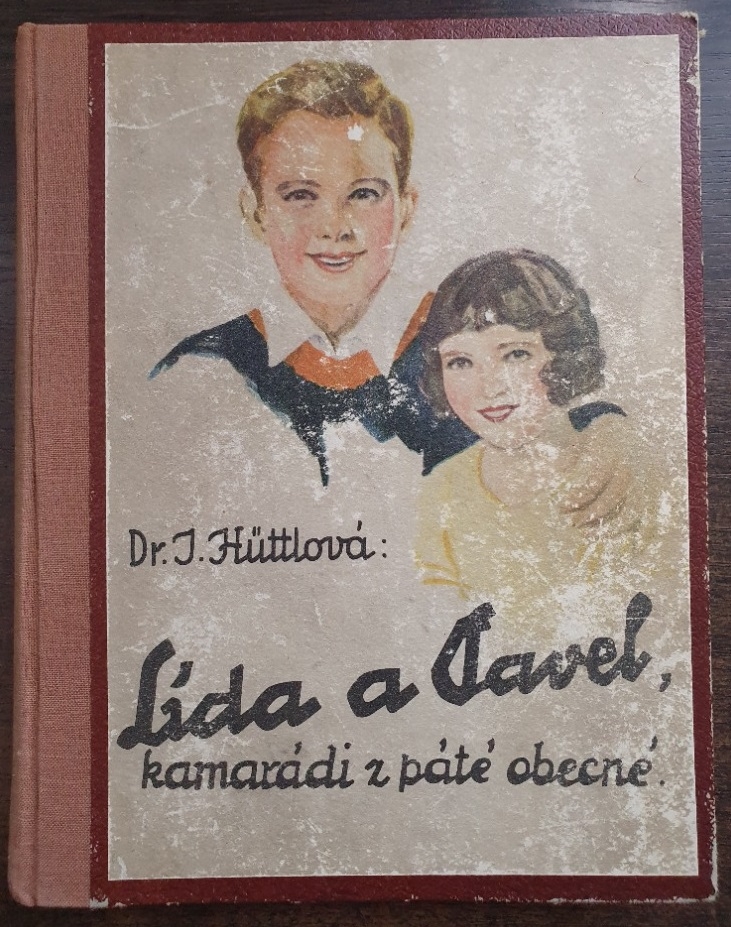 Dr. J. Hüttlová:
Lída a Pavel,
kamarádi z páté obecné.